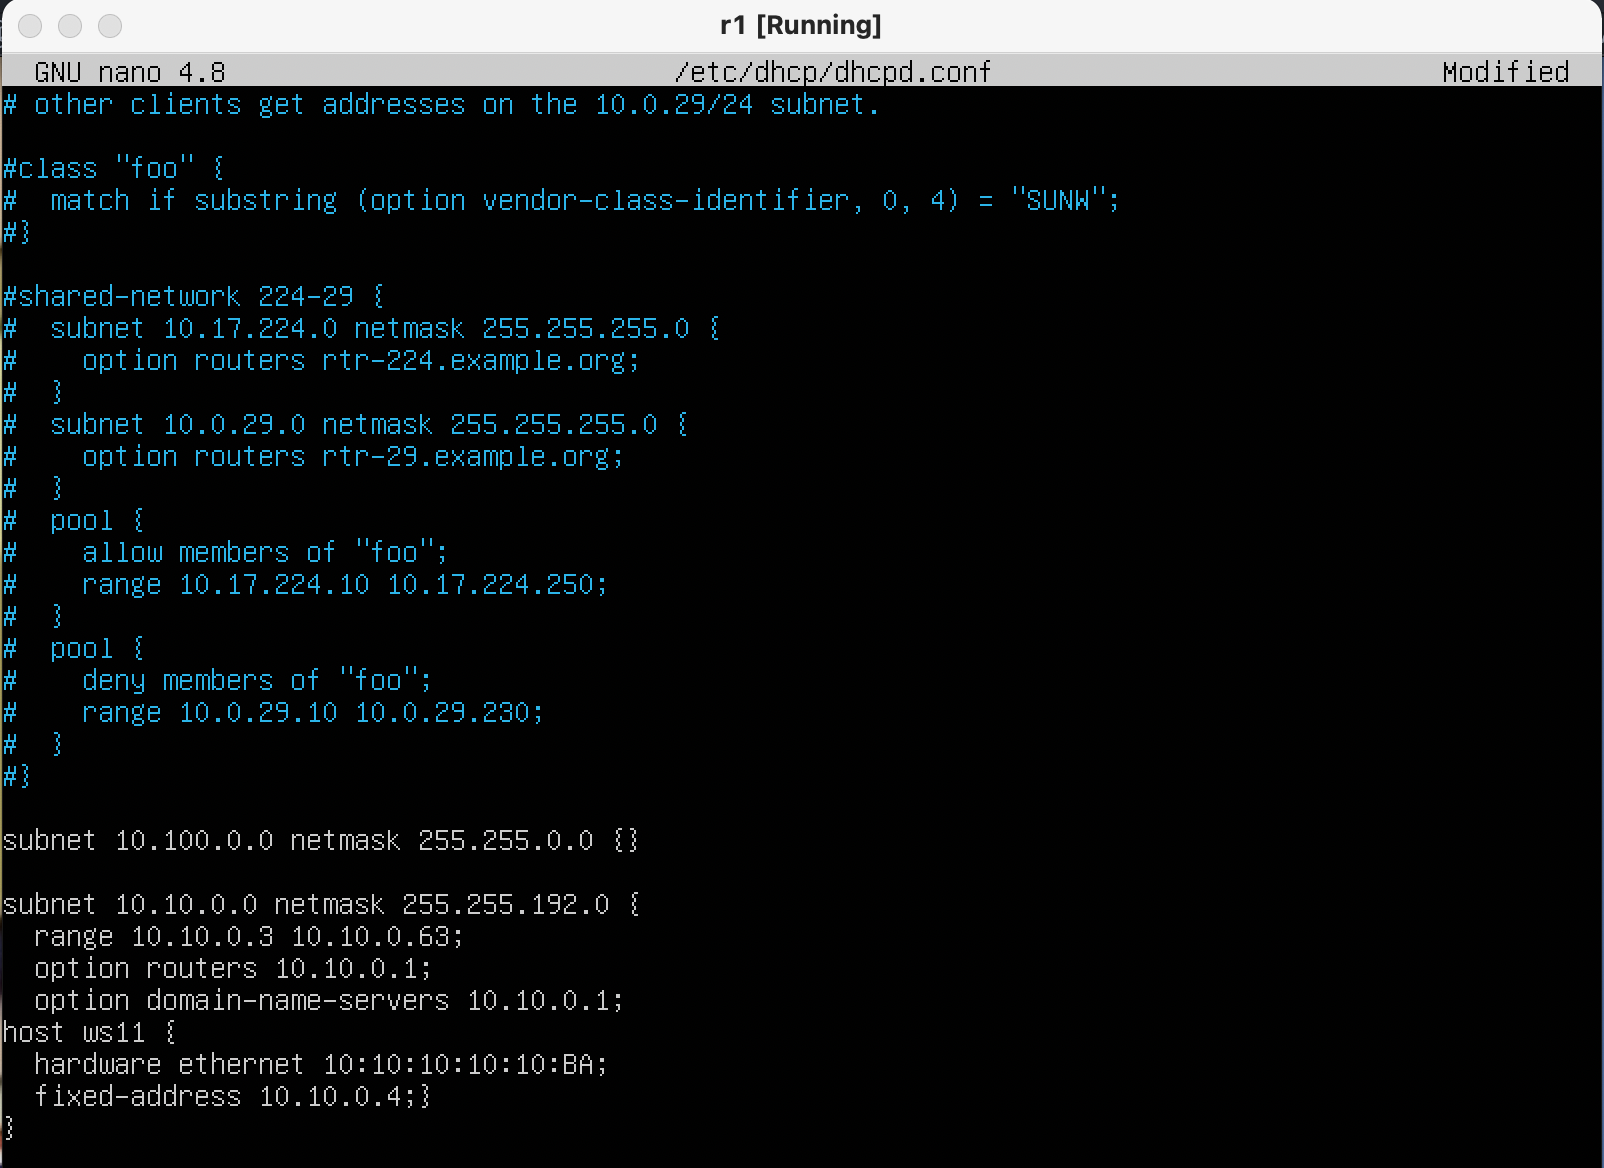 r1 [Running]
GNU nano 4.8 /etc/dhcp/dhcpd.conf Modified
# other clients get addresses on the 10.0.29/24 subnet.
#class "foo" {
#  match if substring (option vendor-class-identifier, 0, 4) = "SUNW";
#}
#shared-network 224-29 {
#  subnet 10.17.224.0 netmask 255.255.255.0 {
#    option routers rtr-224.example.org;
#  }
#  subnet 10.0.29.0 netmask 255.255.255.0 {
#    option routers rtr-29.example.org;
#  }
#  pool {
#    allow members of "foo";
#    range 10.17.224.10 10.17.224.250;
#  }
#  pool {
#    deny members of "foo";
#    range 10.0.29.10 10.0.29.230;
#  }
#}
subnet 10.100.0.0 netmask 255.255.0.0 {}
subnet 10.10.0.0 netmask 255.255.192.0 {
  range 10.10.0.3 10.10.0.63;
  option routers 10.10.0.1;
  option domain-name-servers 10.10.0.1;
host ws11 {
  hardware ethernet 10:10:10:10:10:BA;
  fixed-address 10.10.0.4;}
}